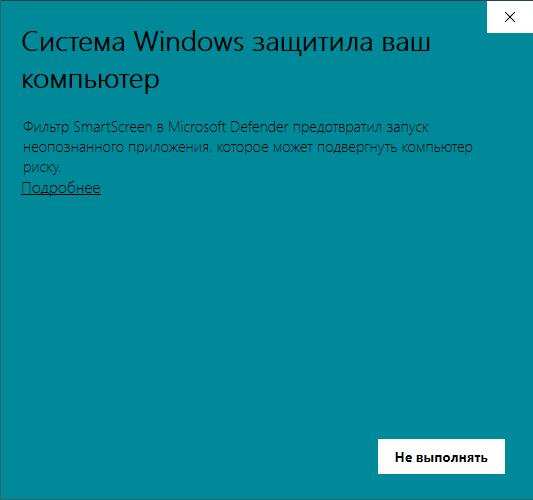 Система Windows защитила ваш
компьютер
Фильтр SmartScreen в Microsoft Defender предотвратил запуск
неопознанного приложения, которое может подвергнуть компьютер
риску.
Подробнее
Не выполнять